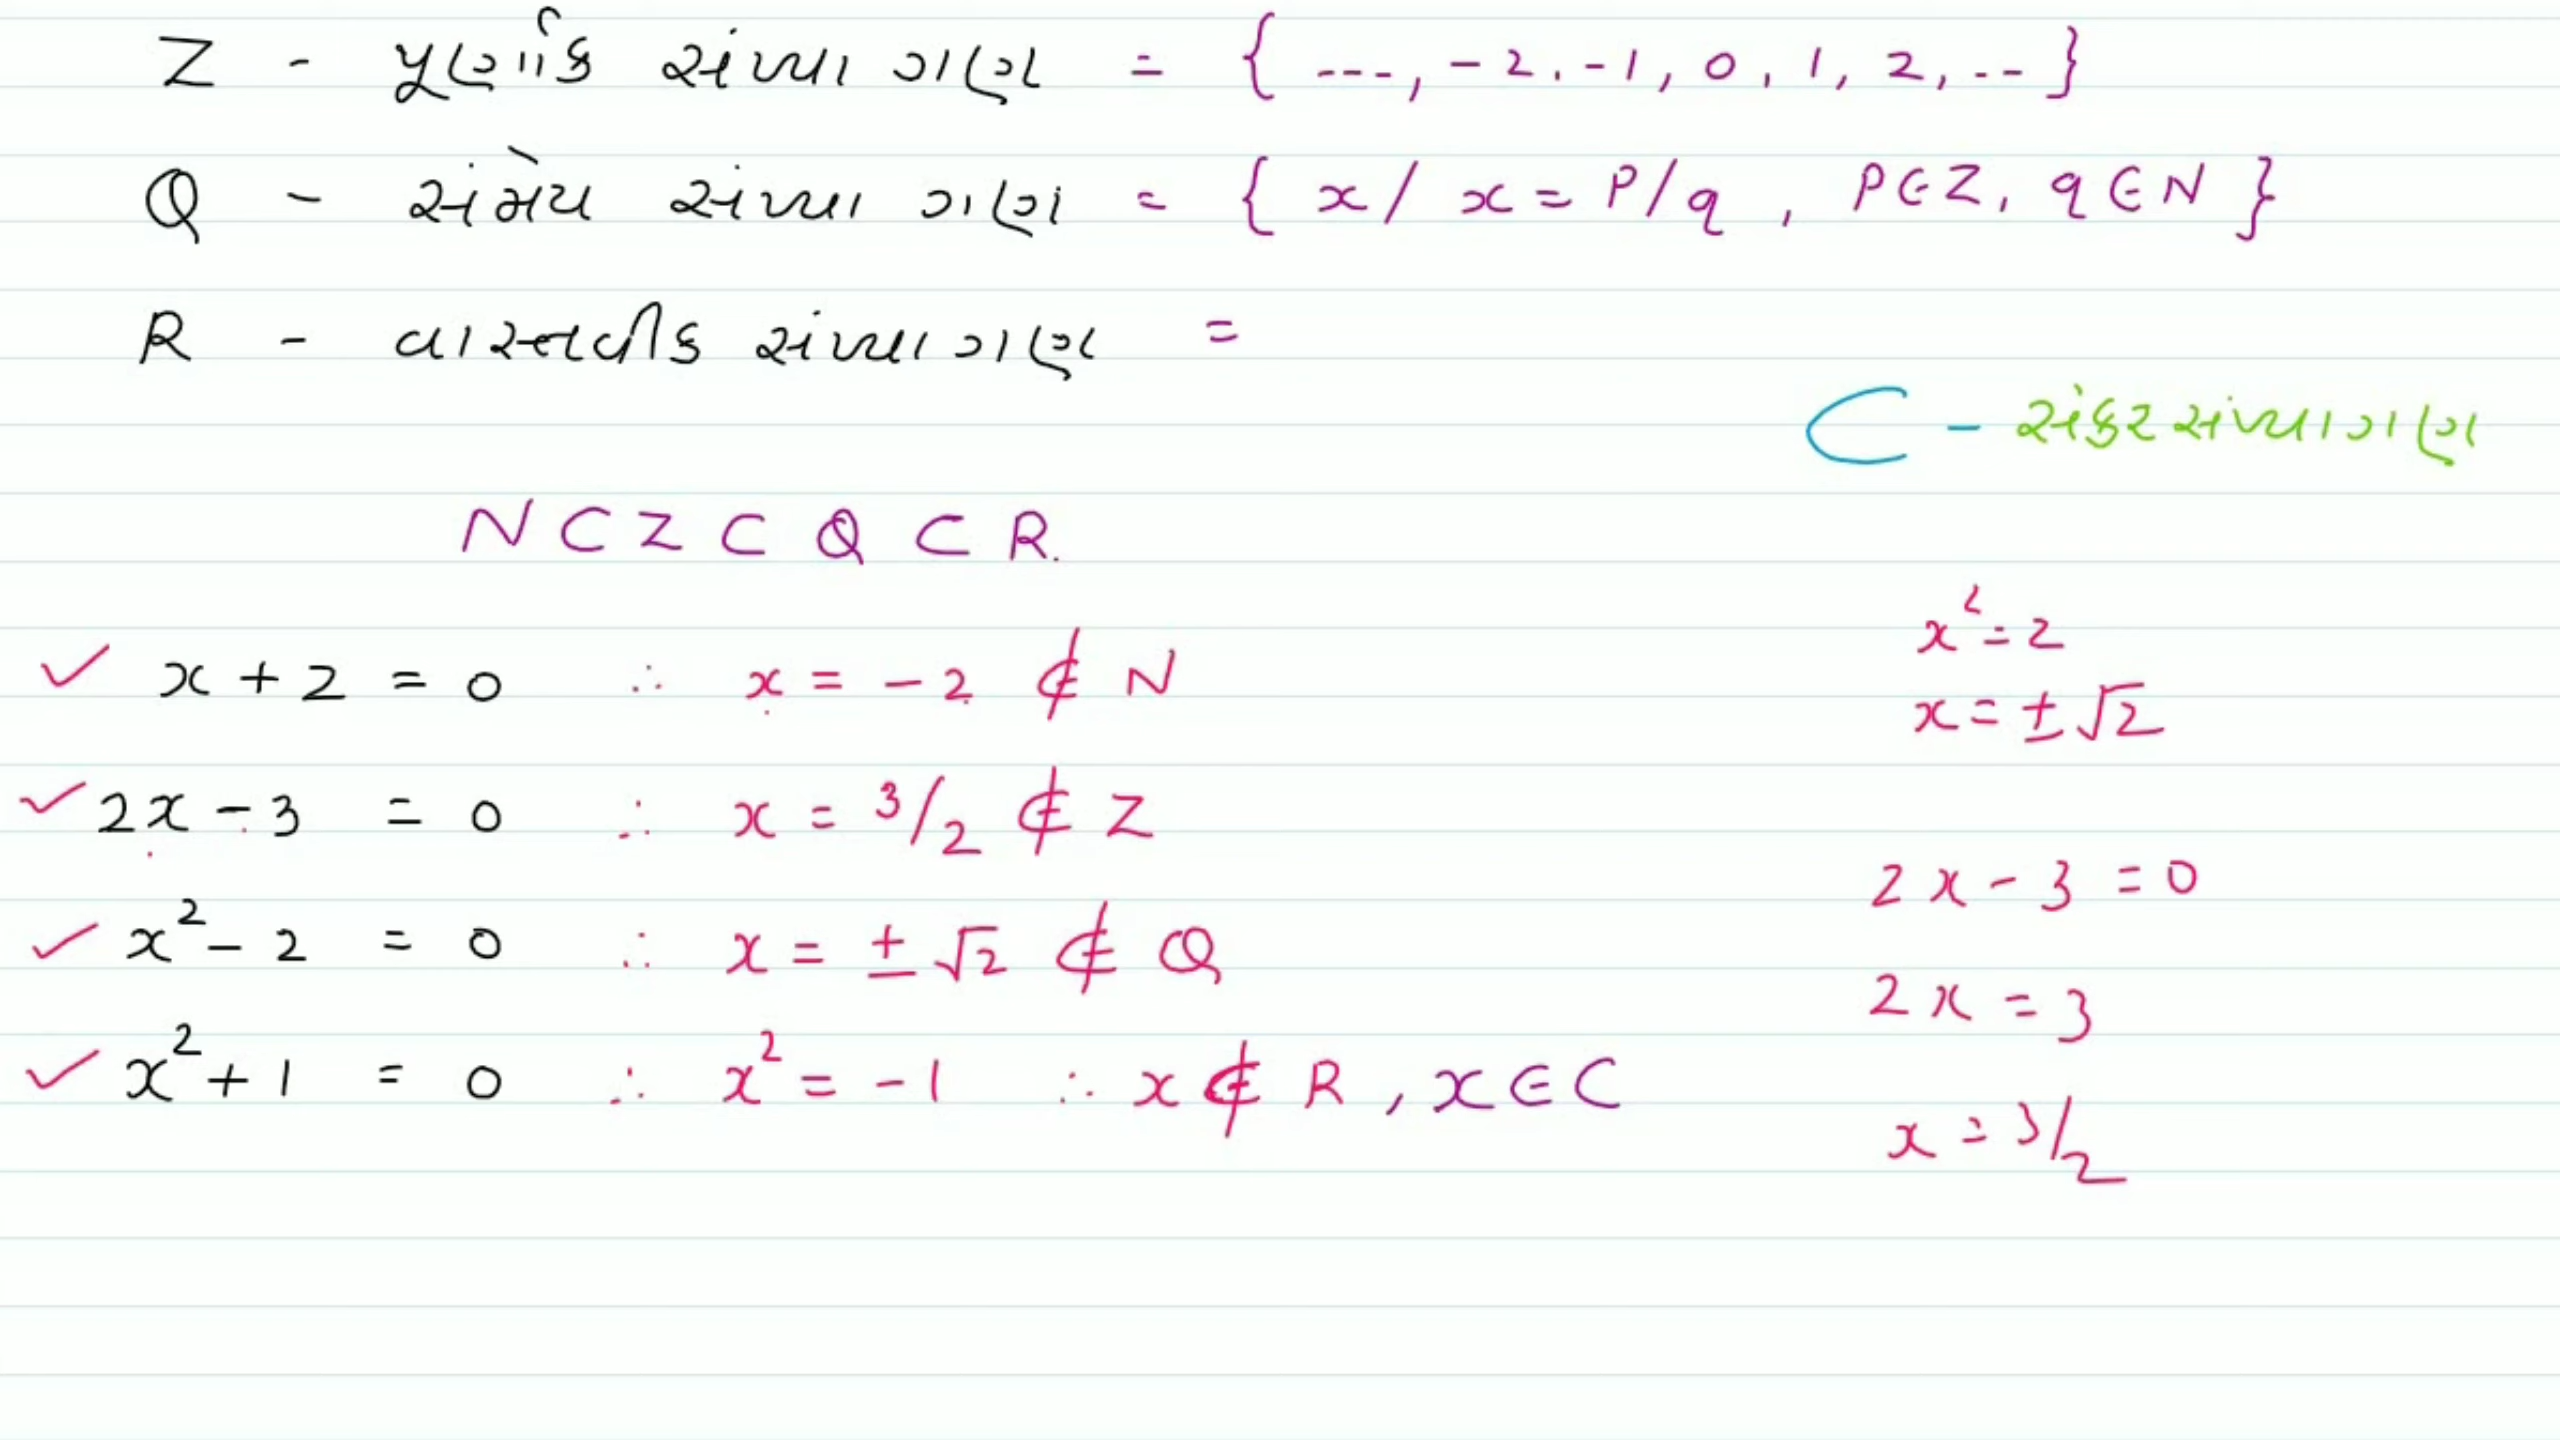 Z - પુર્ણાંક સંખ્યા ગણ = { ---, -2, -1, 0, 1, 2, -- }
Q - સંમેય સંખ્યા ગણ = { x / x = P/q , P∈Z, q∈N }
R - વાસ્તવીક સંખ્યા ગણ =
C - સંકર સંખ્યા ગણ
N ⊂ Z ⊂ Q ⊂ R.
✓ x + 2 = 0 ∴ x = -2 ∉ N
✓ 2x - 3 = 0 ∴ x = 3/2 ∉ Z
✓ x² - 2 = 0 ∴ x = ± √2 ∉ Q
✓ x² + 1 = 0 ∴ x² = -1 ∴ x ∉ R , x ∈ C
x² = 2
x = ± √2
2x - 3 = 0
2x = 3
x = 3/2